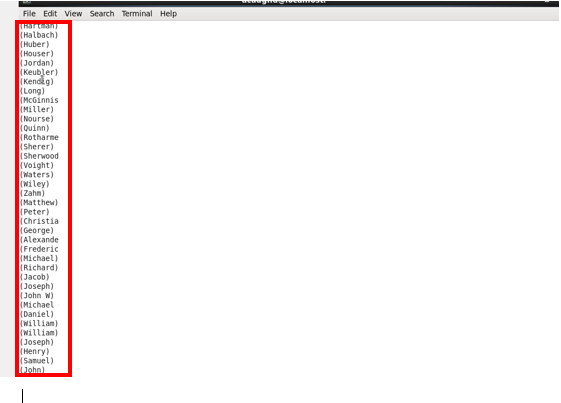 File Edit View Search Terminal Help
(Hartman)
(Halbach)
(Huber)
(Houser)
(Jordan)
(Keubler)
(Kendig)
(Long)
(McGinnis
(Miller)
(Nourse)
(Quinn)
(Rotharme
(Sherer)
(Sherwood
(Voight)
(Waters)
(Wiley)
(Zahm)
(Matthew)
(Peter)
(Christia
(George)
(Alexande
(Frederic
(Michael)
(Richard)
(Jacob)
(Joseph)
(John W)
(Michael
(Daniel)
(William)
(William)
(Joseph)
(Henry)
(Samuel)
(John)